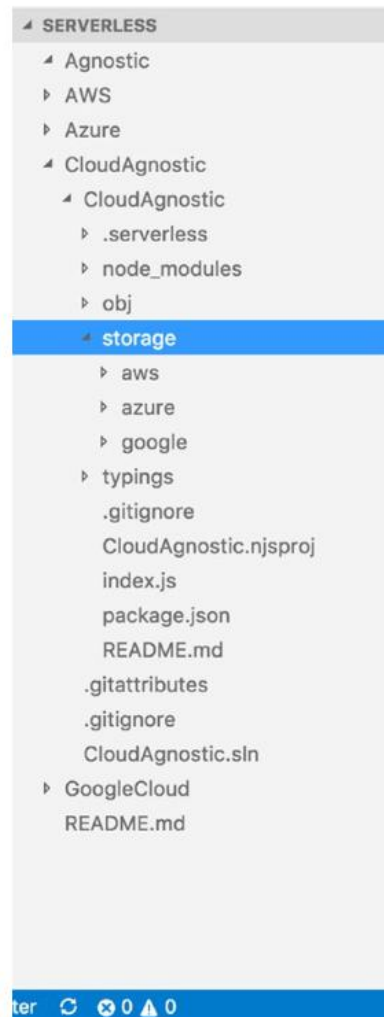 SERVERLESS
Agnostic
AWS
Azure
CloudAgnostic
CloudAgnostic
.serverless
node_modules
obj
storage
aws
azure
google
typings
.gitignore
CloudAgnostic.njsproj
index.js
package.json
README.md
.gitattributes
.gitignore
CloudAgnostic.sln
GoogleCloud
README.md
ter 0 0